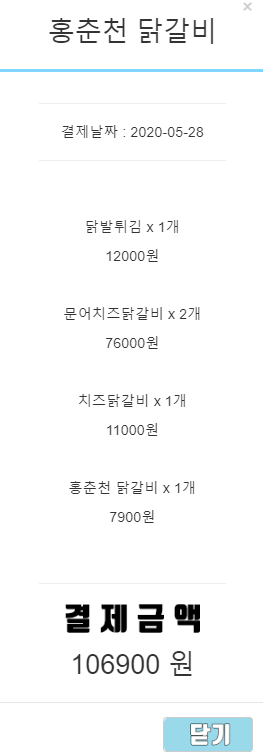 ×
홍춘천 닭갈비
결제날짜 : 2020-05-28
닭발튀김 x 1개
12000원
문어치즈닭갈비 x 2개
76000원
치즈닭갈비 x 1개
11000원
홍춘천 닭갈비 x 1개
7900원
결제금액
106900 원
닫기